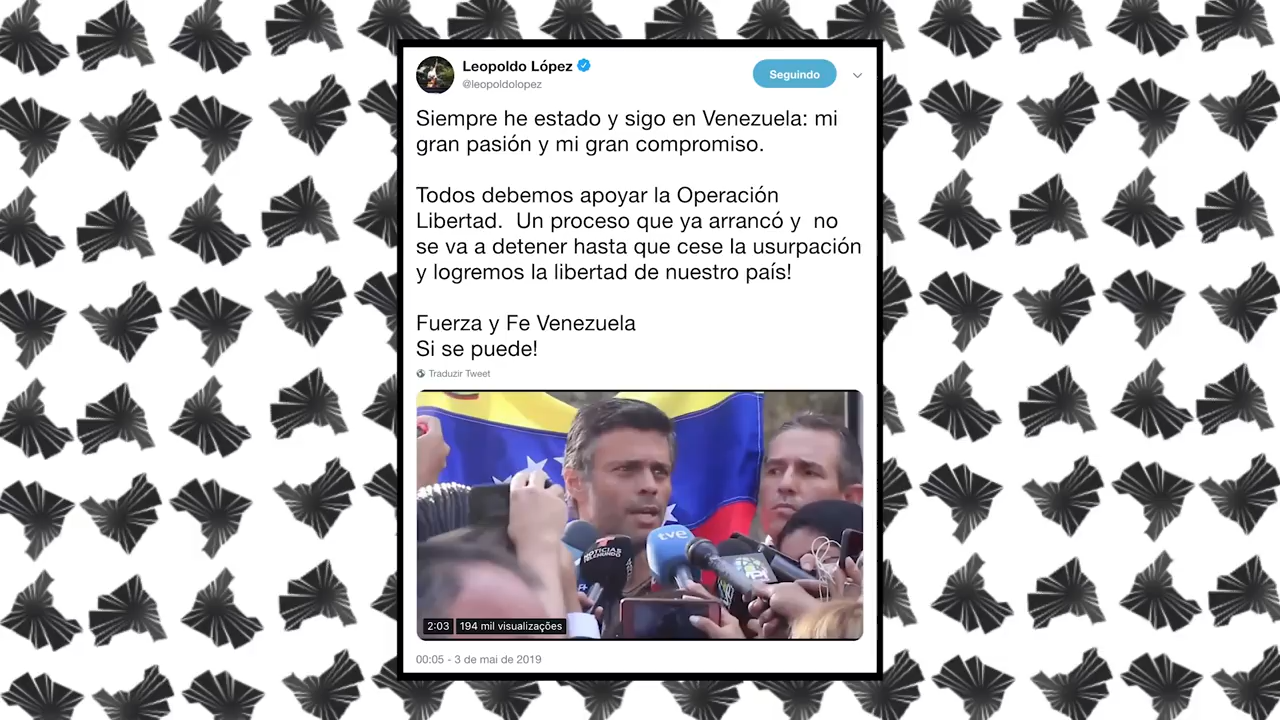 Leopoldo López
@leopoldolopez
Seguindo
Siempre he estado y sigo en Venezuela: mi
gran pasión y mi gran compromiso.
Todos debemos apoyar la Operación
Libertad.  Un proceso que ya arrancó y  no
se va a detener hasta que cese la usurpación
y logremos la libertad de nuestro país!
Fuerza y Fe Venezuela
Si se puede!
Traduzir Tweet
NOTICIAS
TELEMUNDO
tve
2:03
194 mil visualizações
00:05 - 3 de mai de 2019